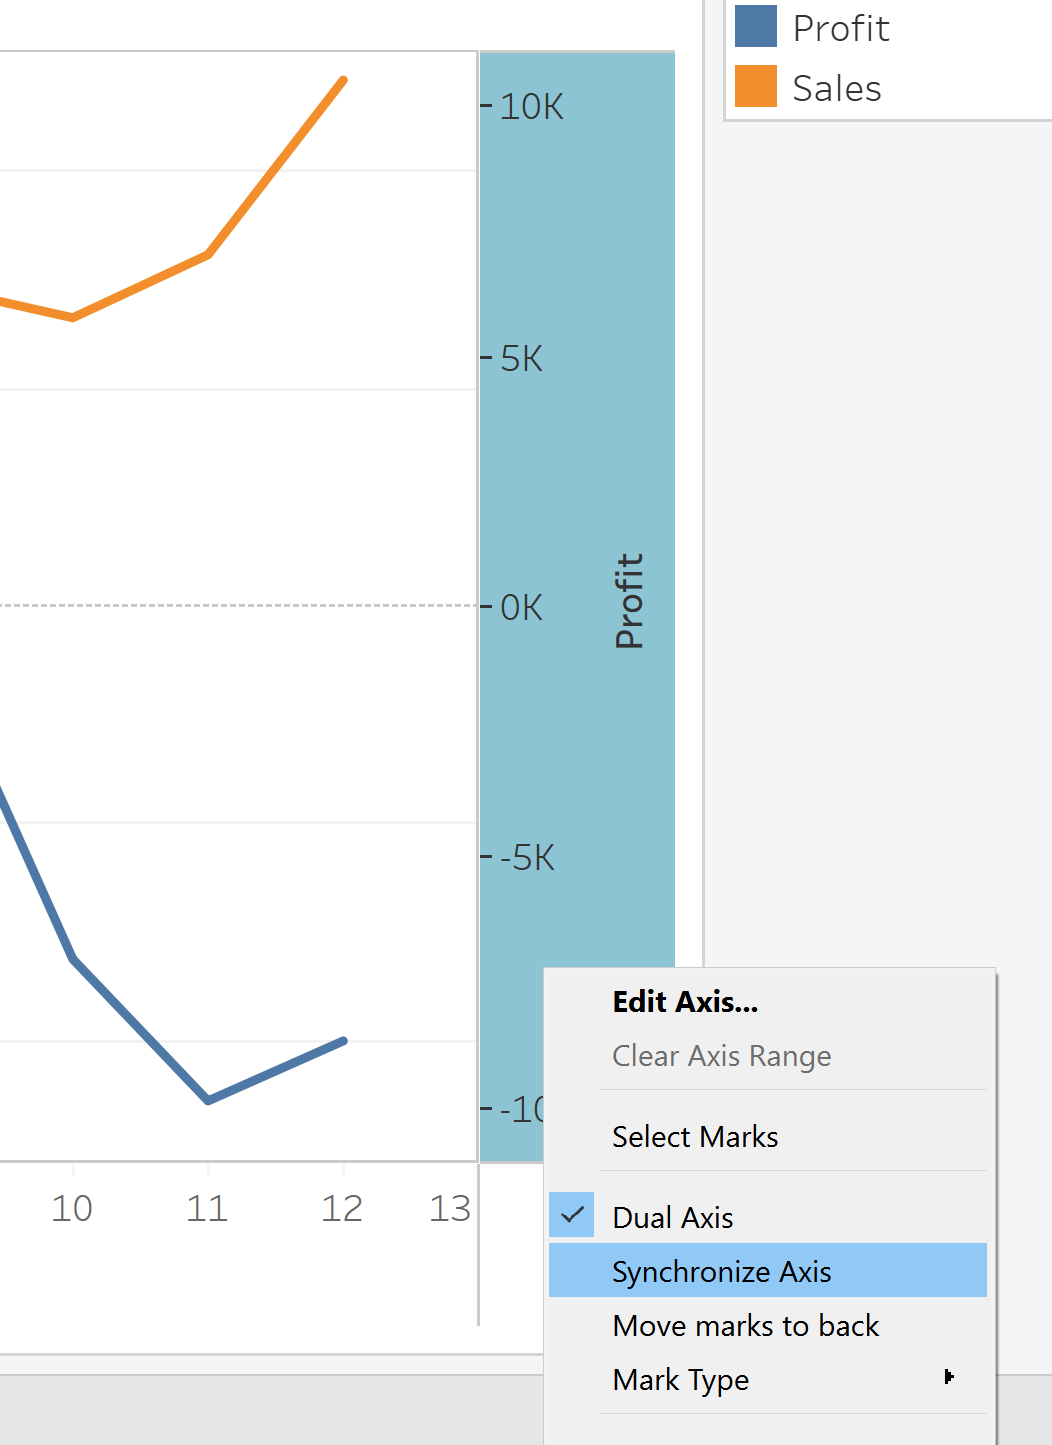 Profit
Sales
10K
5K
0K
-5K
Profit
10
11
12
13
Edit Axis...
Clear Axis Range
Select Marks
Dual Axis
Synchronize Axis
Move marks to back
Mark Type